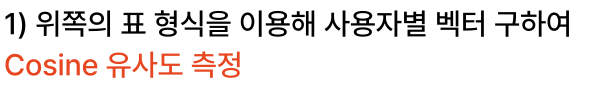 1) 위쪽의 표 형식을 이용해 사용자별 벡터 구하여
Cosine 유사도 측정